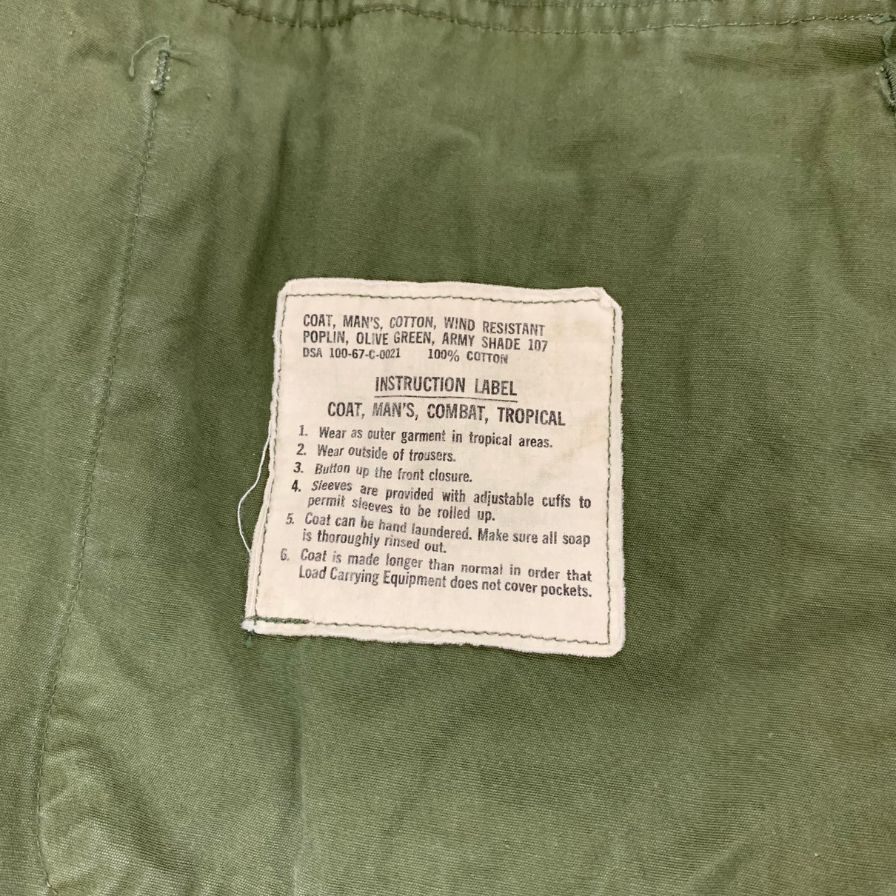 COAT, MAN'S, COTTON, WIND RESISTANT
POPLIN, OLIVE GREEN, ARMY SHADE 107
DSA 100-67-C-0021 100% COTTON
INSTRUCTION LABEL
COAT, MAN'S, COMBAT, TROPICAL
1. Wear as outer garment in tropical areas.
2. Wear outside of trousers.
3. Button up the front closure.
4. Sleeves are provided with adjustable cuffs to
permit sleeves to be rolled up.
5. Coat can be hand laundered. Make sure all soap
is thoroughly rinsed out.
6. Coat is made longer than normal in order that
Load Carrying Equipment does not cover pockets.